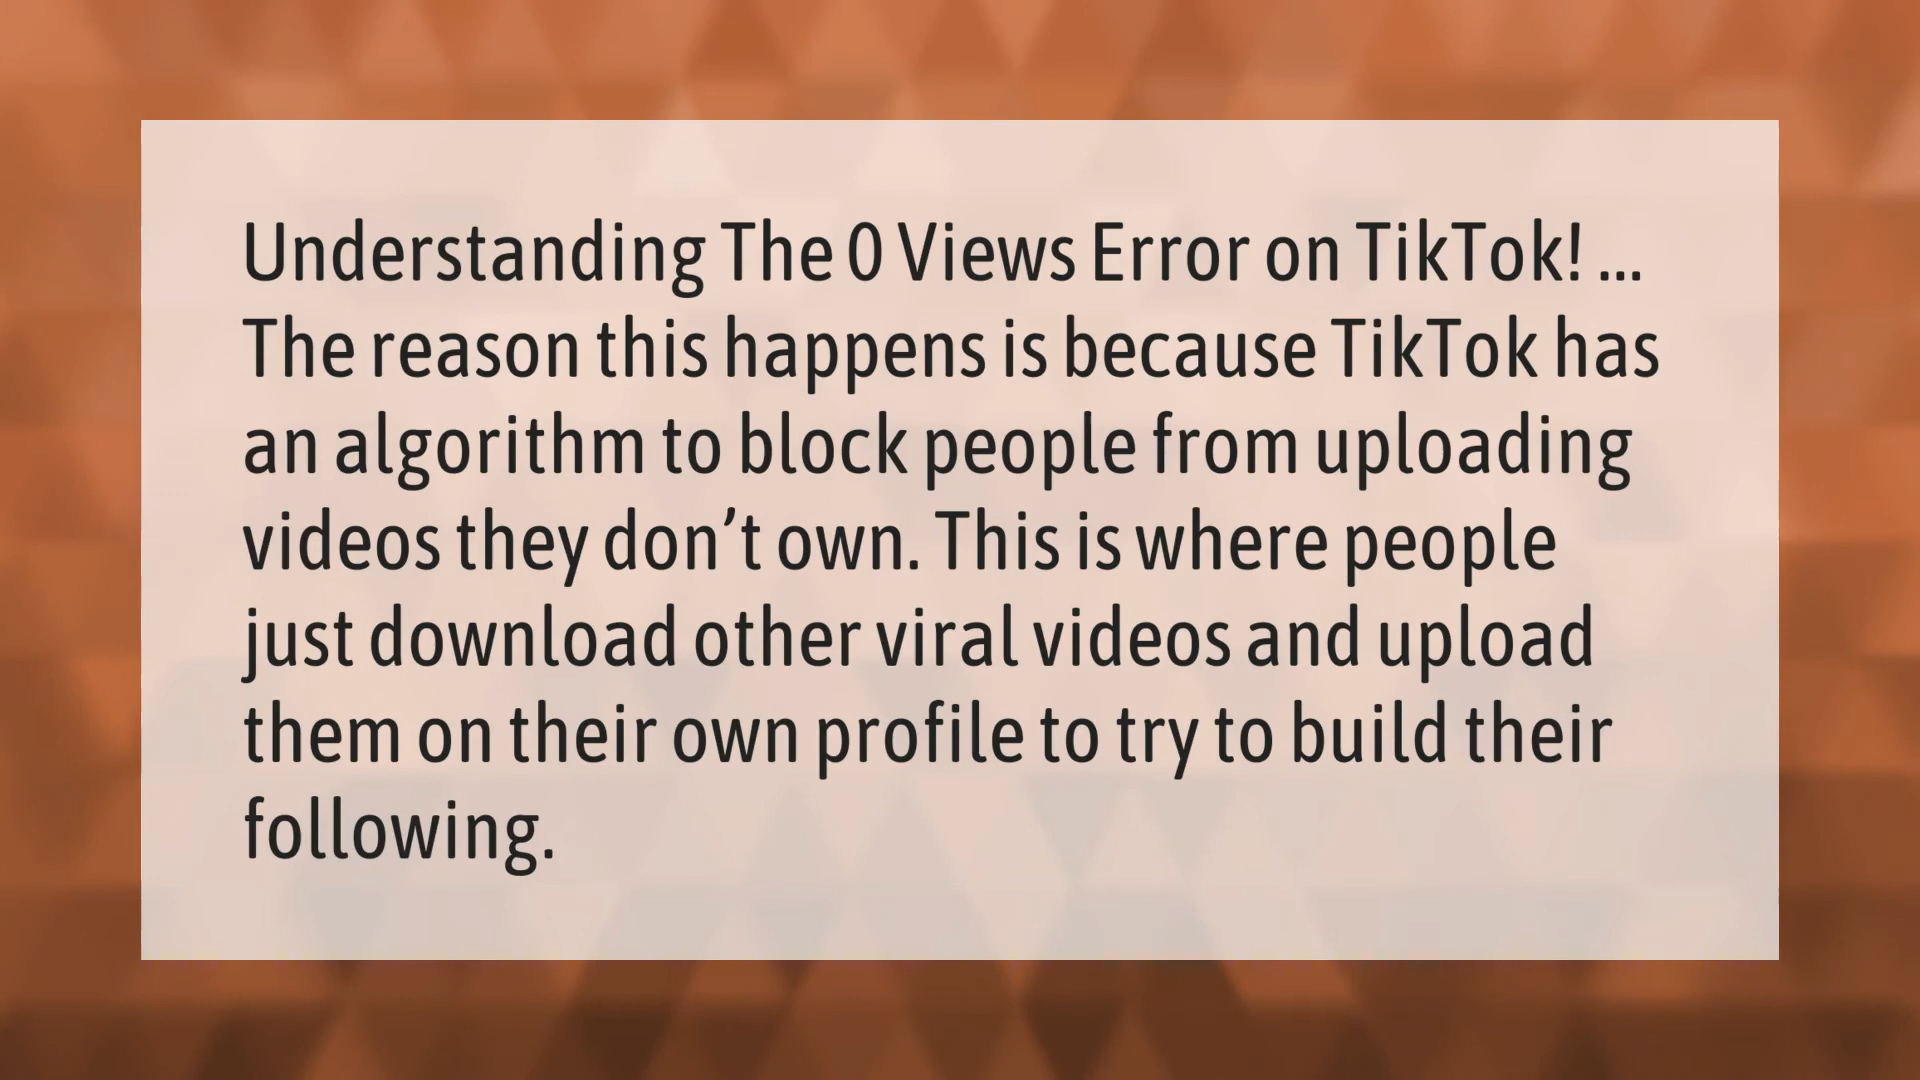 Understanding The 0 Views Error on TikTok! ...
The reason this happens is because TikTok has
an algorithm to block people from uploading
videos they don’t own. This is where people
just download other viral videos and upload
them on their own profile to try to build their
following.